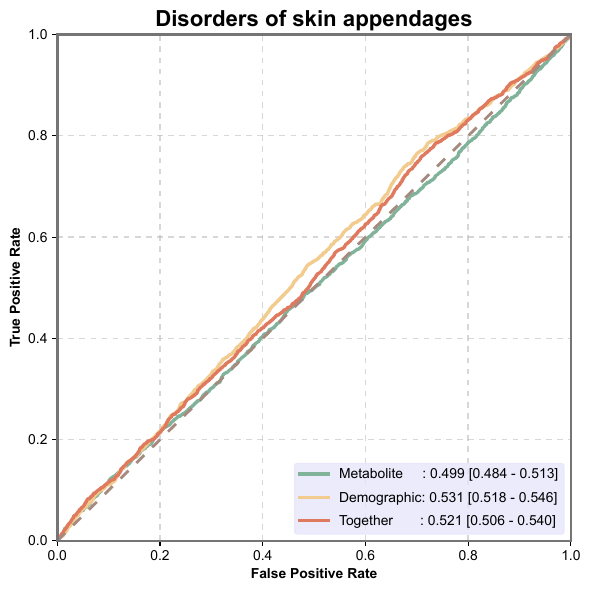 Disorders of skin appendages
True Positive Rate
1.0
0.8
0.6
0.4
0.2
0.0
Metabolite : 0.499 [0.484 - 0.513]
Demographic: 0.531 [0.518 - 0.546]
Together : 0.521 [0.506 - 0.540]
0.0 0.2 0.4 0.6 0.8 1.0
False Positive Rate